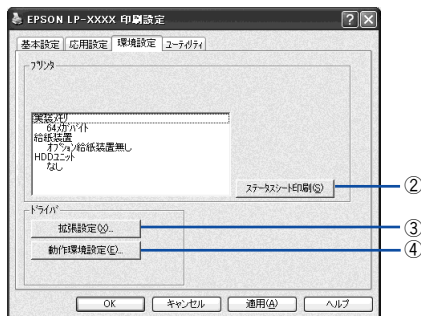 EPSON LP-XXXX 印刷設定
基本設定 応用設定 環境設定 ユーティリティ
プリンタ
実装メモリ
64メガバイト
給紙装置
オプション給紙装置無し
HDDユニット
なし
ステータスシート印刷(S)
②
ドライバ
拡張設定(X)...
③
動作環境設定(E)...
④
OK キャンセル 適用(A) ヘルプ